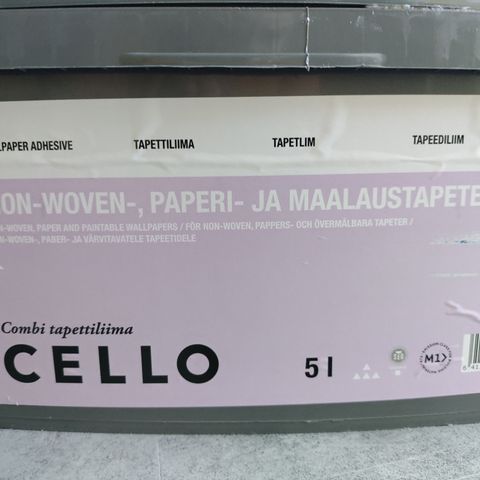 LPAPER ADHESIVE TAPETTILIIMA TAPETLIM TAPEEDILIIM
ON-WOVEN-, PAPERI- JA MAALAUSTAPETE
N-WOVEN, PAPER AND PAINTABLE WALLPAPERS / FÖR NON-WOVEN, PAPPERS- OCH ÖVERMÅLBARA TAPETER /
N-WOVEN-, PABER- JA VÄRVITAVATELE TAPEETIDELE
Combi tapettiliima
CELLO 5 l
M1